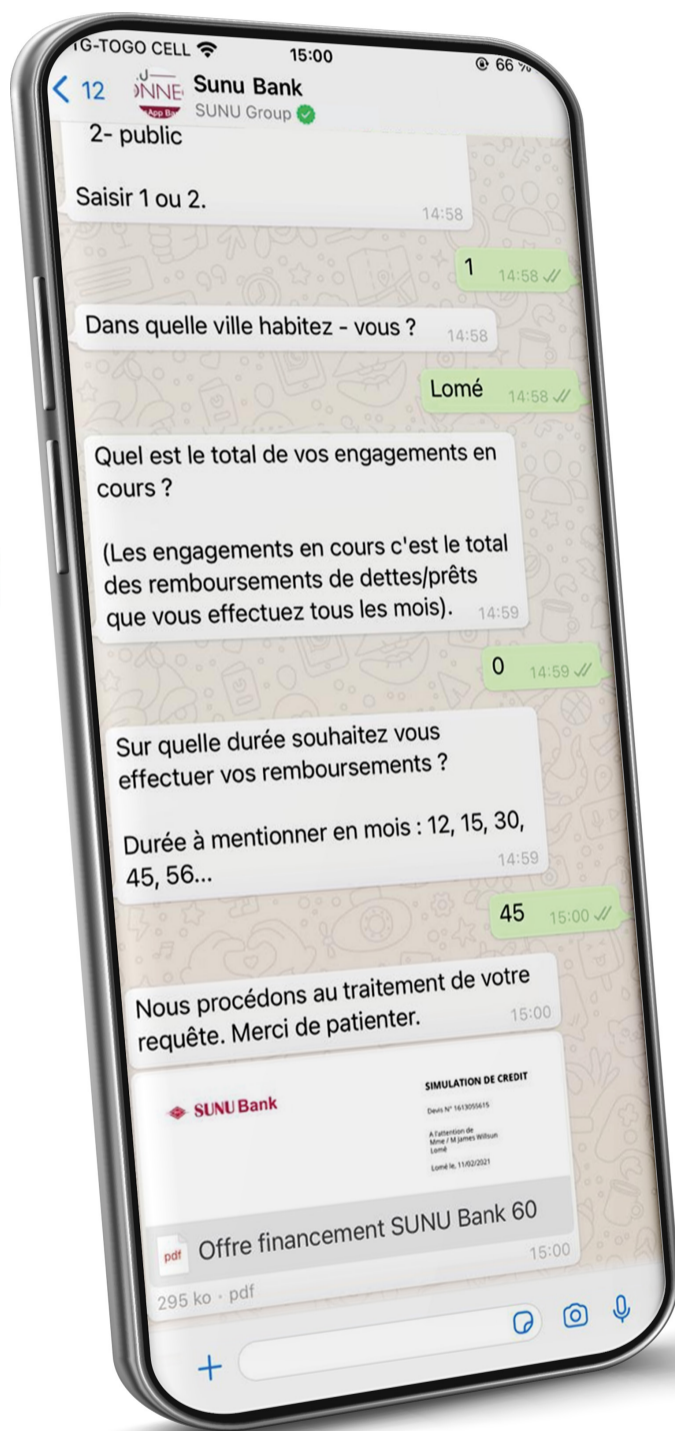 TG-TOGO CELL 15:00 66 %
12 Sunu Bank
SUNU Group
2- public
Saisir 1 ou 2.
14:58
1 14:58
Dans quelle ville habitez - vous ? 14:58
Lomé 14:58
Quel est le total de vos engagements en
cours ?
(Les engagements en cours c'est le total
des remboursements de dettes/prêts
que vous effectuez tous les mois). 14:59
0 14:59
Sur quelle durée souhaitez vous
effectuer vos remboursements ?
Durée à mentionner en mois : 12, 15, 30,
45, 56... 14:59
45 15:00
Nous procédons au traitement de votre
requête. Merci de patienter. 15:00
SUNU Bank
SIMULATION DE CREDIT
Devis N° 1613055615
A l'attention de
Mme / M James Willsun
Lomé
Lomé le, 11/02/2021
pdf Offre financement SUNU Bank 60
295 ko · pdf 15:00